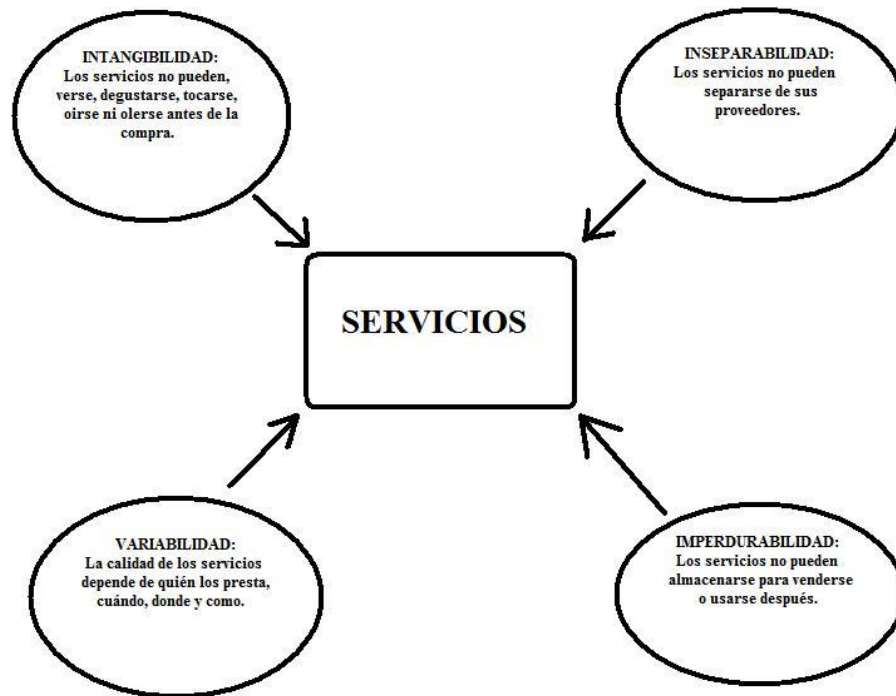 INTANGIBILIDAD:
Los servicios no pueden,
verse, degustarse, tocarse,
oirse ni olerse antes de la
compra.
INSEPARABILIDAD:
Los servicios no pueden
separarse de sus
proveedores.
SERVICIOS
VARIABILIDAD:
La calidad de los servicios
depende de quién los presta,
cuándo, donde y como.
IMPERDURABILIDAD:
Los servicios no pueden
almacenarse para venderse
o usarse después.